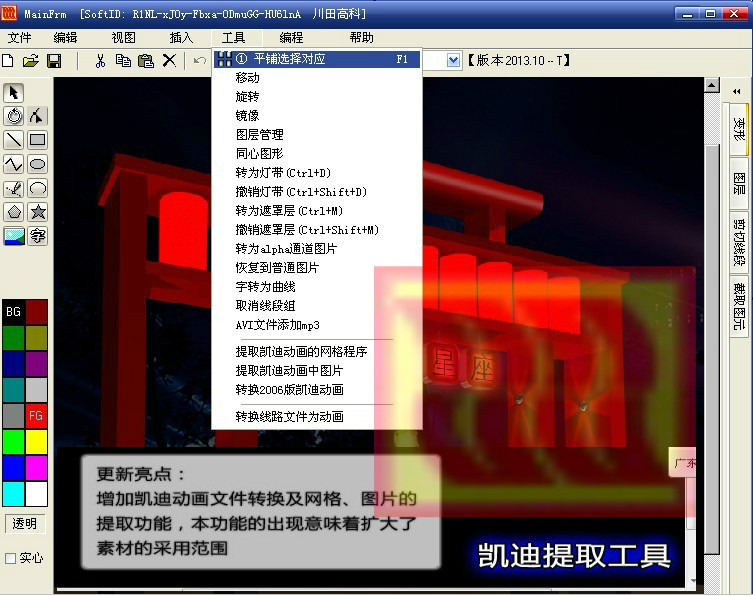 MainFrm [SoftID: R1NL-xJOy-Fbxa-ODmuGG-HU6lnA 川田高科]
文件 编辑 视图 插入 工具 编程 帮助
【版本2013.10--T】
① 平铺选择对应 F1
移动
旋转
镜像
图层管理
同心图形
转为灯带(Ctrl+D)
撤销灯带(Ctrl+Shift+D)
转为遮罩层(Ctrl+M)
撤销遮罩层(Ctrl+Shift+M)
转为alpha通道图片
恢复到普通图片
字转为曲线
取消线段组
AVI文件添加mp3
提取凯迪动画的网格程序
提取凯迪动画中图片
转换2006版凯迪动画
转换线路文件为动画
字
BG
FG
透明
实心
变形
图层
剪切线段
截取图元
星座
广东
更新亮点：
增加凯迪动画文件转换及网格、图片的
提取功能，本功能的出现意味着扩大了
素材的采用范围
凯迪提取工具